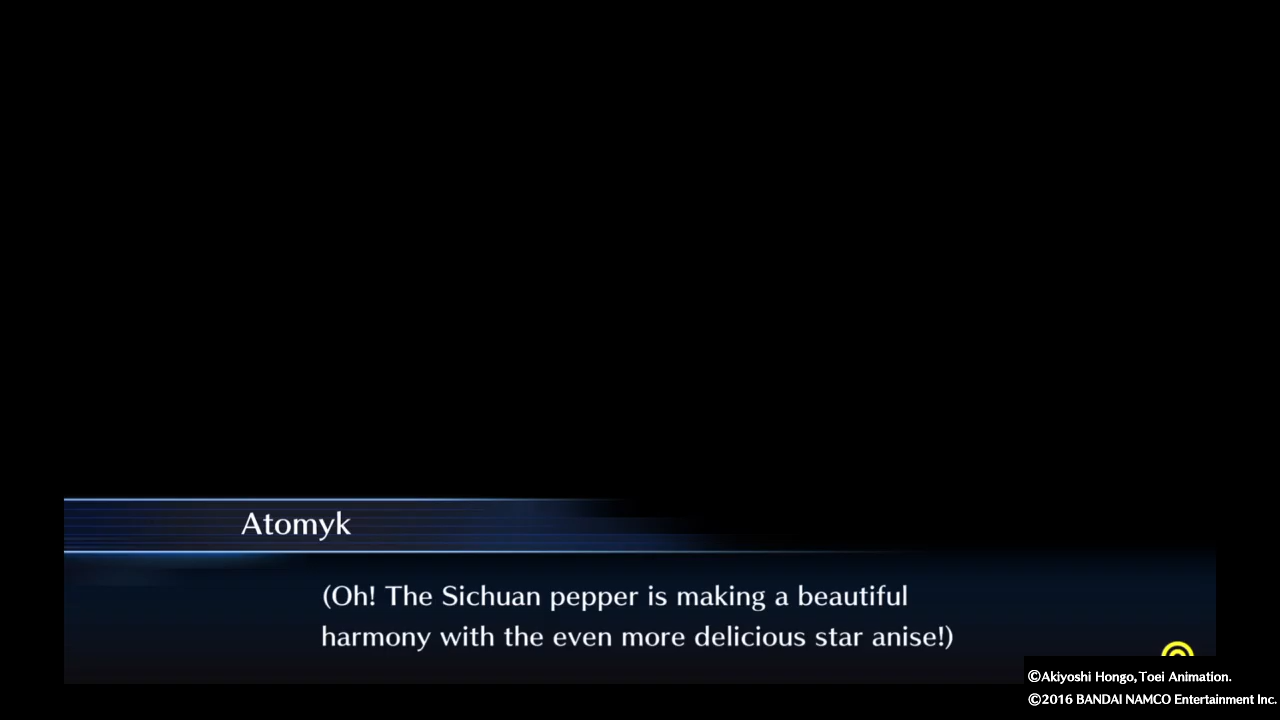 Atomyk
(Oh! The Sichuan pepper is making a beautiful
harmony with the even more delicious star anise!)
©Akiyoshi Hongo, Toei Animation.
©2016 BANDAI NAMCO Entertainment Inc.